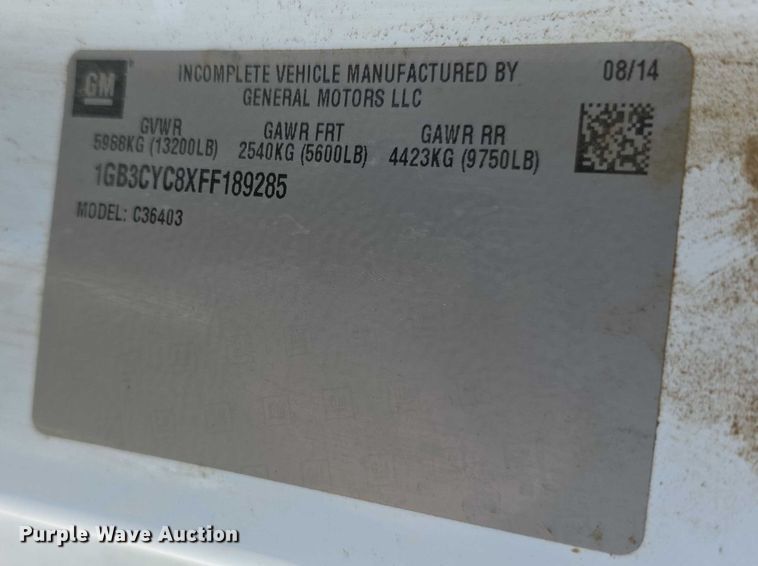 GM
INCOMPLETE VEHICLE MANUFACTURED BY 08/14
GENERAL MOTORS LLC
GVWR GAWR FRT GAWR RR
5988KG (13200LB) 2540KG (5600LB) 4423KG (9750LB)
1GB3CYC8XFF189285
MODEL: C36403
Purple Wave Auction